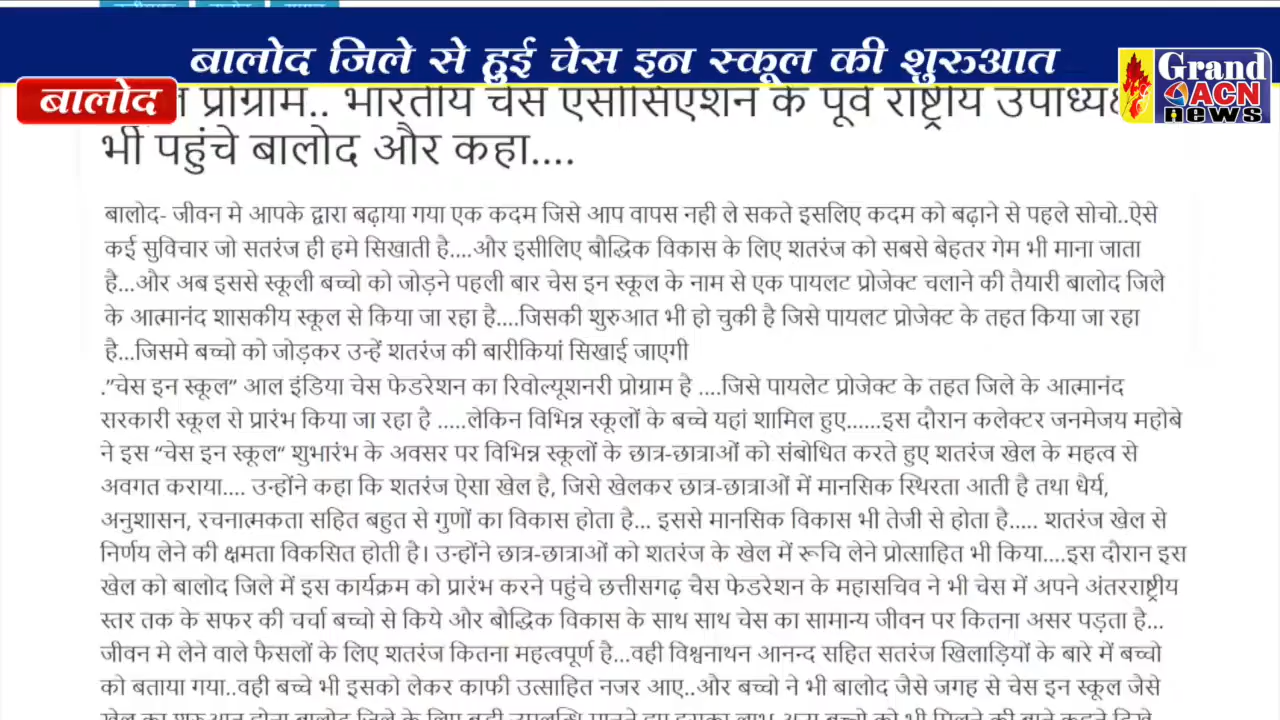 बालोद जिले से हुई चेस इन स्कूल की शुरुआत
Grand
ACN
news
बालोद
प्रोग्राम.. भारतीय चेस एसोसिएशन के पूर्व राष्ट्रीय उपाध्यक्ष
भी पहुंचे बालोद और कहा....
बालोद- जीवन मे आपके द्वारा बढ़ाया गया एक कदम जिसे आप वापस नही ले सकते इसलिए कदम को बढ़ाने से पहले सोचो..ऐसे
कई सुविचार जो सतरंज ही हमे सिखाती है....और इसीलिए बौद्धिक विकास के लिए शतरंज को सबसे बेहतर गेम भी माना जाता
है...और अब इससे स्कूली बच्चो को जोड़ने पहली बार चेस इन स्कूल के नाम से एक पायलट प्रोजेक्ट चलाने की तैयारी बालोद जिले
के आत्मानंद शासकीय स्कूल से किया जा रहा है....जिसकी शुरुआत भी हो चुकी है जिसे पायलट प्रोजेक्ट के तहत किया जा रहा
है...जिसमे बच्चो को जोड़कर उन्हें शतरंज की बारीकियां सिखाई जाएगी
."चेस इन स्कूल” आल इंडिया चेस फेडरेशन का रिवोल्यूशनरी प्रोग्राम है ....जिसे पायलेट प्रोजेक्ट के तहत जिले के आत्मानंद
सरकारी स्कूल से प्रारंभ किया जा रहा है .....लेकिन विभिन्न स्कूलों के बच्चे यहां शामिल हुए......इस दौरान कलेक्टर जनमेजय महोबे
ने इस “चेस इन स्कूल“ शुभारंभ के अवसर पर विभिन्न स्कूलों के छात्र-छात्राओं को संबोधित करते हुए शतरंज खेल के महत्व से
अवगत कराया.... उन्होंने कहा कि शतरंज ऐसा खेल है, जिसे खेलकर छात्र-छात्राओं में मानसिक स्थिरता आती है तथा धैर्य,
अनुशासन, रचनात्मकता सहित बहुत से गुणों का विकास होता है... इससे मानसिक विकास भी तेजी से होता है..... शतरंज खेल से
निर्णय लेने की क्षमता विकसित होती है। उन्होंने छात्र-छात्राओं को शतरंज के खेल में रूचि लेने प्रोत्साहित भी किया....इस दौरान इस
खेल को बालोद जिले में इस कार्यक्रम को प्रारंभ करने पहुंचे छत्तीसगढ़ चेस फेडरेशन के महासचिव ने भी चेस में अपने अंतरराष्ट्रीय
स्तर तक के सफर की चर्चा बच्चो से किये और बौद्धिक विकास के साथ साथ चेस का सामान्य जीवन पर कितना असर पड़ता है...
जीवन मे लेने वाले फैसलों के लिए शतरंज कितना महत्वपूर्ण है...वही विश्वनाथन आनन्द सहित सतरंज खिलाड़ियों के बारे में बच्चो
को बताया गया..वही बच्चे भी इसको लेकर काफी उत्साहित नजर आए..और बच्चो ने भी बालोद जैसे जगह से चेस इन स्कूल जैसे